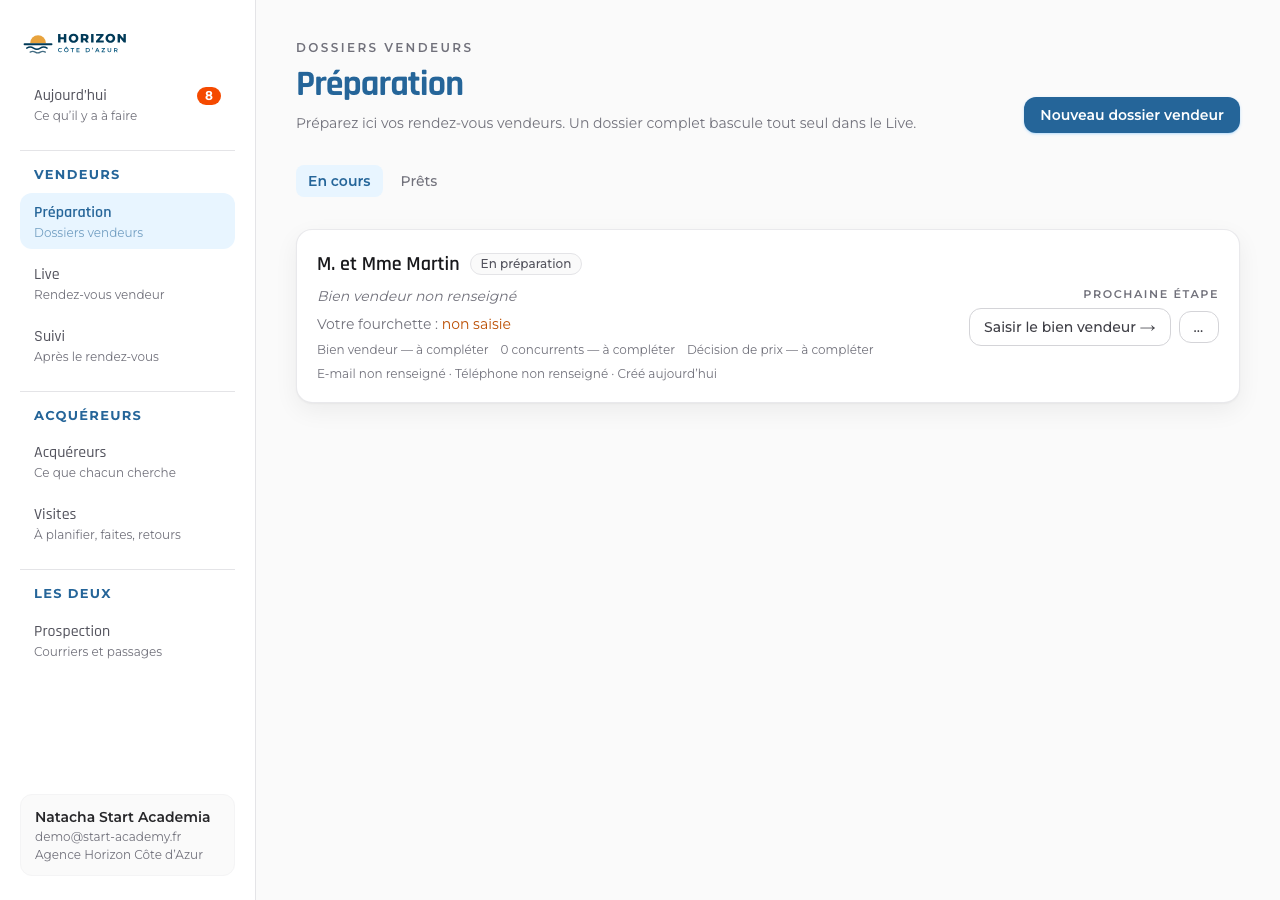 HORIZON
CÔTE D'AZUR
Aujourd'hui 8
Ce qu'il y a à faire
VENDEURS
Préparation
Dossiers vendeurs
Live
Rendez-vous vendeur
Suivi
Après le rendez-vous
ACQUÉREURS
Acquéreurs
Ce que chacun cherche
Visites
À planifier, faites, retours
LES DEUX
Prospection
Courriers et passages
Natacha Start Academia
demo@start-academy.fr
Agence Horizon Côte d'Azur
DOSSIERS VENDEURS
Préparation
Préparez ici vos rendez-vous vendeurs. Un dossier complet bascule tout seul dans le Live.
Nouveau dossier vendeur
En cours Prêts
M. et Mme Martin En préparation
Bien vendeur non renseigné
Votre fourchette : non saisie
Bien vendeur — à compléter 0 concurrents — à compléter Décision de prix — à compléter
E-mail non renseigné · Téléphone non renseigné · Créé aujourd'hui
PROCHAINE ÉTAPE
Saisir le bien vendeur → ...